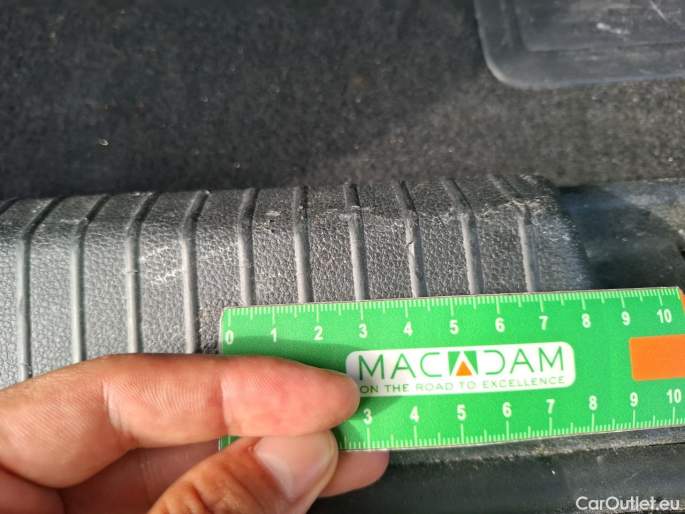 0 1 2 3 4 5 6 7 8 9 10
MACADAM
ON THE ROAD TO EXCELLENCE
3 4 5 6 7 8 9 10
CarOutlet.eu